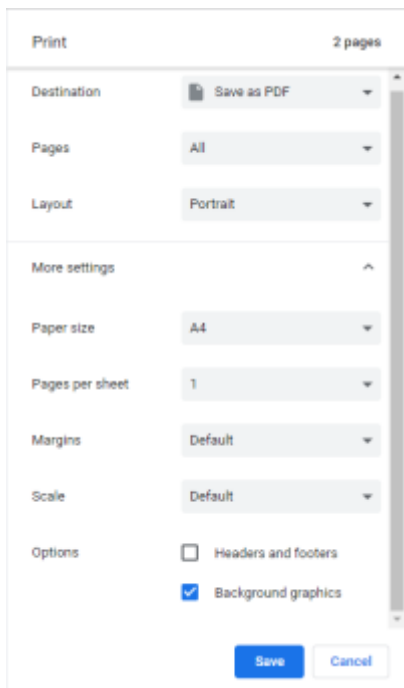 Print 2 pages
Destination Save as PDF
Pages All
Layout Portrait
More settings
Paper size A4
Pages per sheet 1
Margins Default
Scale Default
Options Headers and footers
Background graphics
Save Cancel